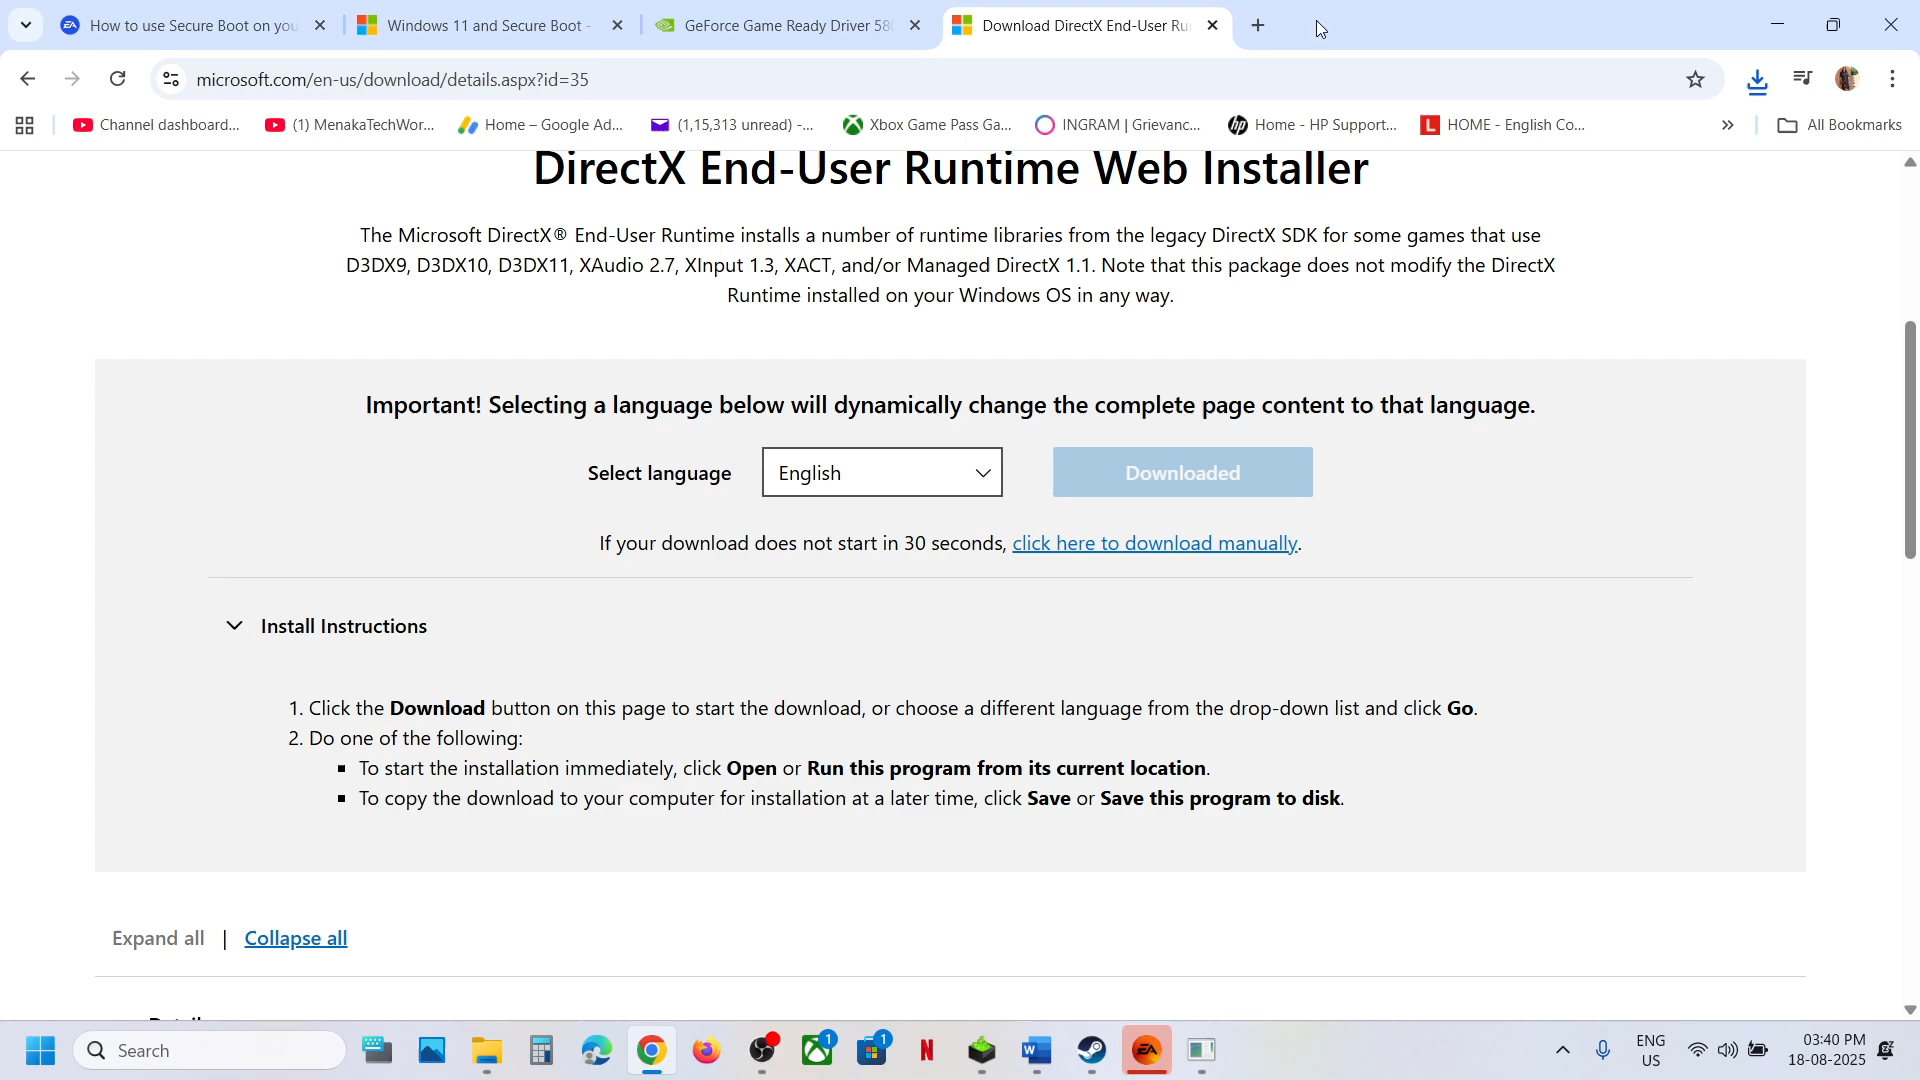 How to use Secure Boot on you
Windows 11 and Secure Boot -
GeForce Game Ready Driver 580
Download DirectX End-User Ru
microsoft.com/en-us/download/details.aspx?id=35
Channel dashboard...
(1) MenakaTechWor...
Home – Google Ad...
(1,15,313 unread) -...
Xbox Game Pass Ga...
INGRAM | Grievanc...
Home - HP Support...
HOME - English Co...
All Bookmarks
DirectX End-User Runtime Web Installer
The Microsoft DirectX® End-User Runtime installs a number of runtime libraries from the legacy DirectX SDK for some games that use
D3DX9, D3DX10, D3DX11, XAudio 2.7, XInput 1.3, XACT, and/or Managed DirectX 1.1. Note that this package does not modify the DirectX
Runtime installed on your Windows OS in any way.
Important! Selecting a language below will dynamically change the complete page content to that language.
Select language
English
Downloaded
If your download does not start in 30 seconds, click here to download manually.
Install Instructions
1. Click the Download button on this page to start the download, or choose a different language from the drop-down list and click Go.
2. Do one of the following:
▪ To start the installation immediately, click Open or Run this program from its current location.
▪ To copy the download to your computer for installation at a later time, click Save or Save this program to disk.
Expand all | Collapse all
Search
1
1
ENG
US
03:40 PM
18-08-2025